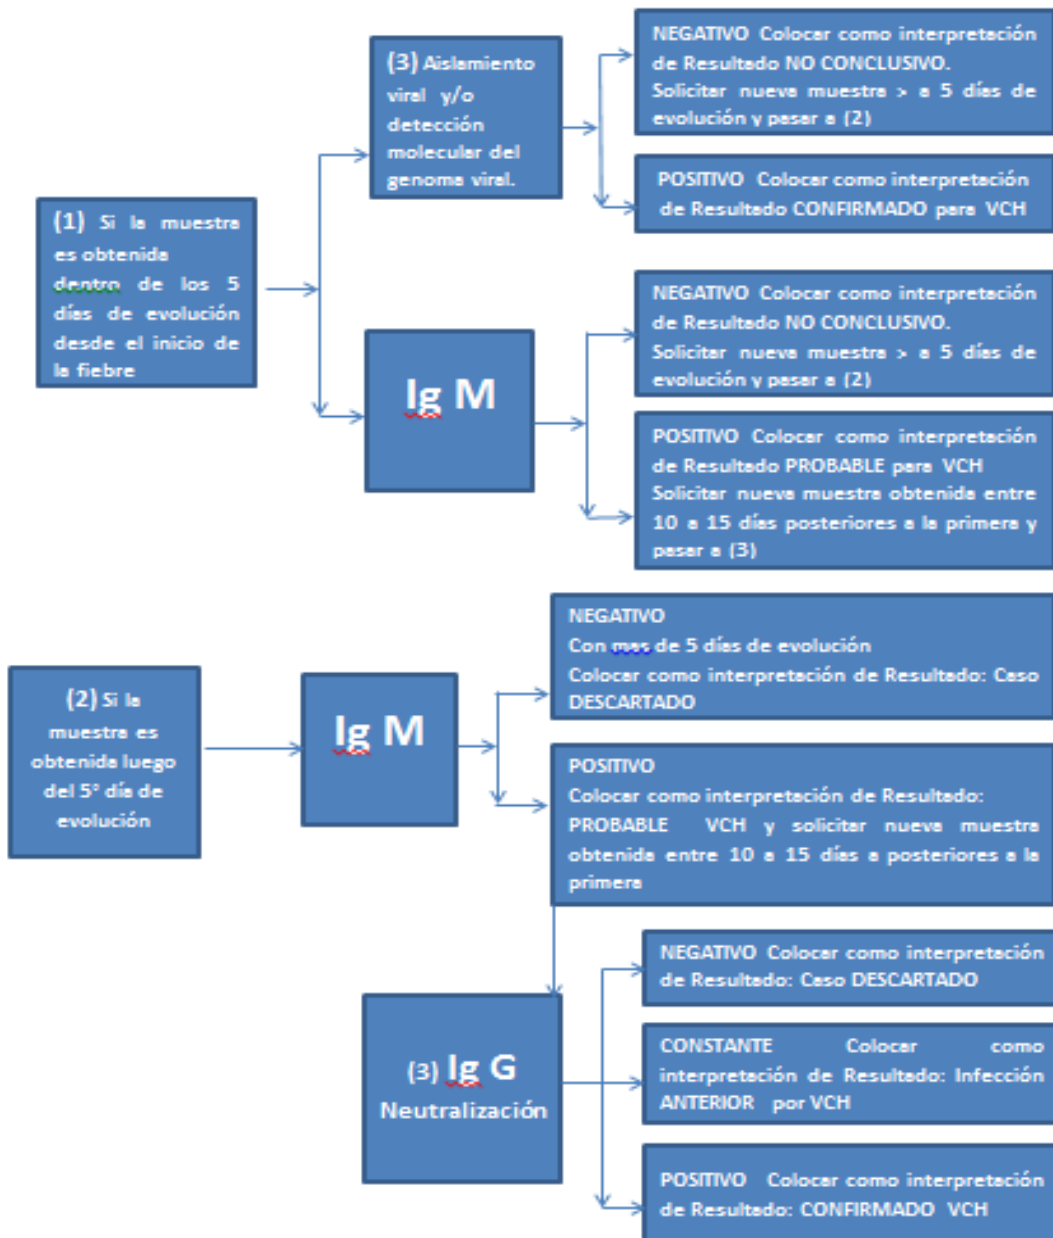 (3) Aislamiento
viral y/o
detección
molecular del
genoma viral.
NEGATIVO Colocar como interpretación
de Resultado NO CONCLUSIVO.
Solicitar nueva muestra > a 5 días de
evolución y pasar a (2)
POSITIVO Colocar como interpretación
de Resultado CONFIRMADO para VCH
(1) Si la muestra
es obtenida
dentro de los 5
días de evolución
desde el inicio de
la fiebre
Ig M
NEGATIVO Colocar como interpretación
de Resultado NO CONCLUSIVO.
Solicitar nueva muestra > a 5 días de
evolución y pasar a (2)
POSITIVO Colocar como interpretación
de Resultado PROBABLE para VCH
Solicitar nueva muestra obtenida entre
10 a 15 días posteriores a la primera y
pasar a (3)
(2) Si la
muestra es
obtenida luego
del 5° día de
evolución
Ig M
NEGATIVO
Con mas de 5 días de evolución
Colocar como interpretación de Resultado: Caso
DESCARTADO
POSITIVO
Colocar como interpretación de Resultado:
PROBABLE VCH y solicitar nueva muestra
obtenida entre 10 a 15 días a posteriores a la
primera
(3) Ig G
Neutralización
NEGATIVO Colocar como interpretación
de Resultado: Caso DESCARTADO
CONSTANTE Colocar como
interpretación de Resultado: Infección
ANTERIOR por VCH
POSITIVO Colocar como interpretación
de Resultado: CONFIRMADO VCH